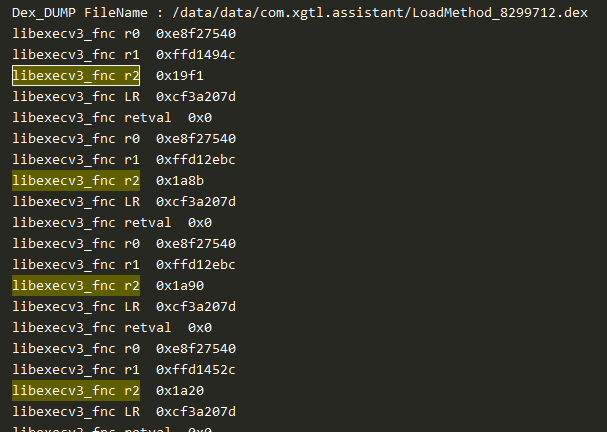 Dex_DUMP FileName : /data/data/com.xgtl.assistant/LoadMethod_8299712.dex
libexecv3_fnc r0  0xe8f27540
libexecv3_fnc r1  0xffd1494c
libexecv3_fnc r2  0x19f1
libexecv3_fnc LR  0xcf3a207d
libexecv3_fnc retval  0x0
libexecv3_fnc r0  0xe8f27540
libexecv3_fnc r1  0xffd12ebc
libexecv3_fnc r2  0x1a8b
libexecv3_fnc LR  0xcf3a207d
libexecv3_fnc retval  0x0
libexecv3_fnc r0  0xe8f27540
libexecv3_fnc r1  0xffd12ebc
libexecv3_fnc r2  0x1a90
libexecv3_fnc LR  0xcf3a207d
libexecv3_fnc retval  0x0
libexecv3_fnc r0  0xe8f27540
libexecv3_fnc r1  0xffd1452c
libexecv3_fnc r2  0x1a20
libexecv3_fnc LR  0xcf3a207d
libexecv3_fnc retval  0x0